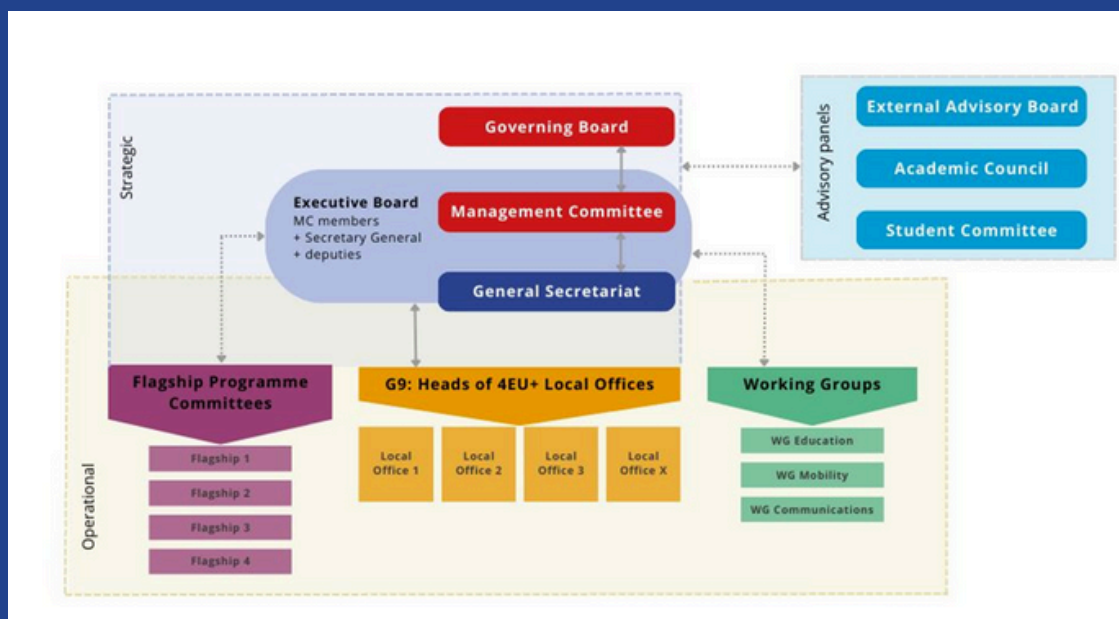 Strategic
Governing Board
Executive Board
MC members
+ Secretary General
+ deputies
Management Committee
General Secretariat
Advisory panels
External Advisory Board
Academic Council
Student Committee
Operational
Flagship Programme
Committees
Flagship 1
Flagship 2
Flagship 3
Flagship 4
G9: Heads of 4EU+ Local Offices
Local
Office 1
Local
Office 2
Local
Office 3
Local
Office X
Working Groups
WG Education
WG Mobility
WG Communications